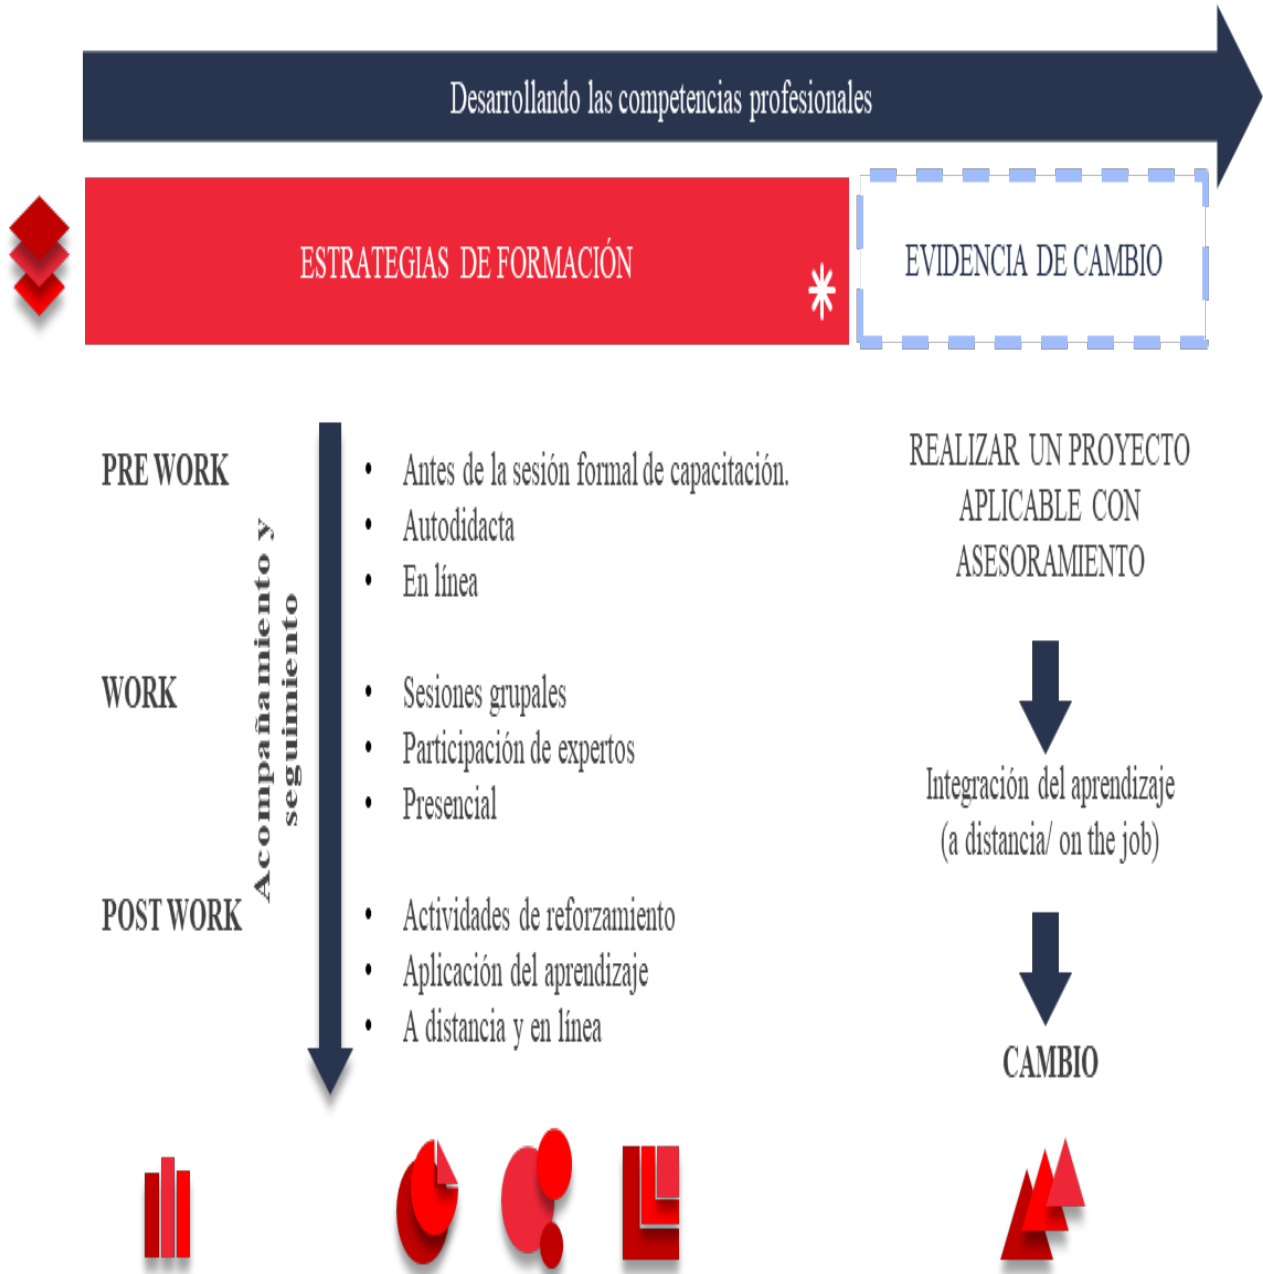 Desarrollando las competencias profesionales
ESTRATEGIAS DE FORMACIÓN
EVIDENCIA DE CAMBIO
PRE WORK
Acompañamiento y
seguimiento
• Antes de la sesión formal de capacitación.
• Autodidacta
• En línea
WORK
• Sesiones grupales
• Participación de expertos
• Presencial
POST WORK
• Actividades de reforzamiento
• Aplicación del aprendizaje
• A distancia y en línea
REALIZAR UN PROYECTO
APLICABLE CON
ASESORAMIENTO
Integración del aprendizaje
(a distancia/ on the job)
CAMBIO